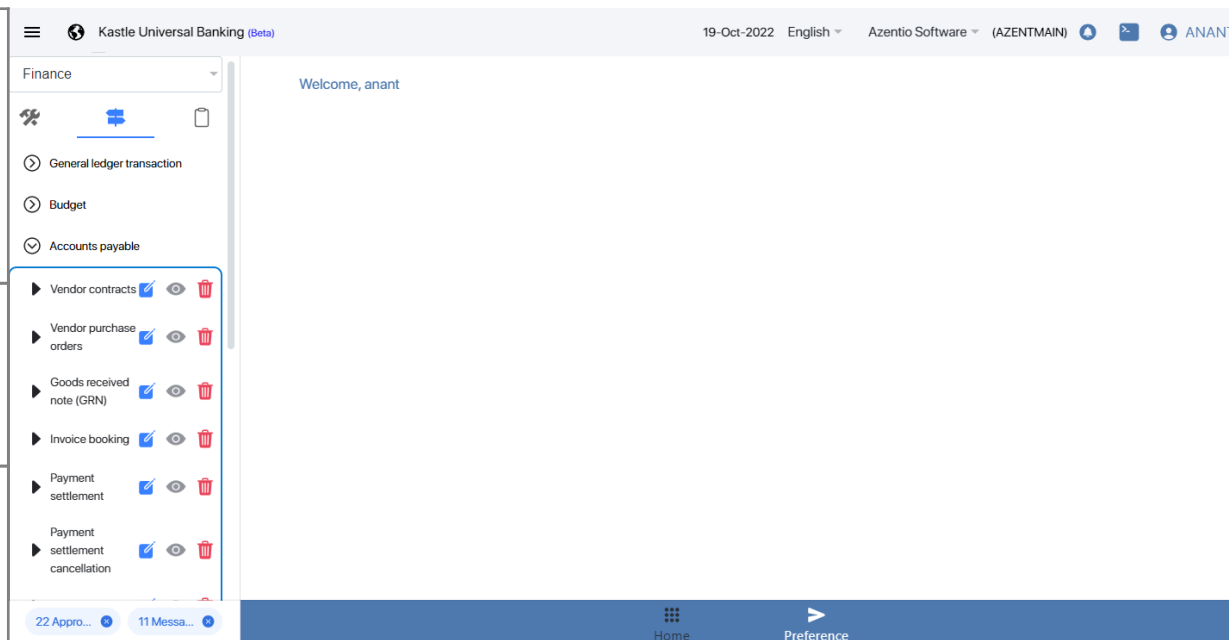 Kastle Universal Banking (Beta)
19-Oct-2022 English Azentio Software (AZENTMAIN) ANANT
Finance
Welcome, anant
General ledger transaction
Budget
Accounts payable
Vendor contracts
Vendor purchase
orders
Goods received
note (GRN)
Invoice booking
Payment
settlement
Payment
settlement
cancellation
22 Appro... 11 Messa...
Home Preference